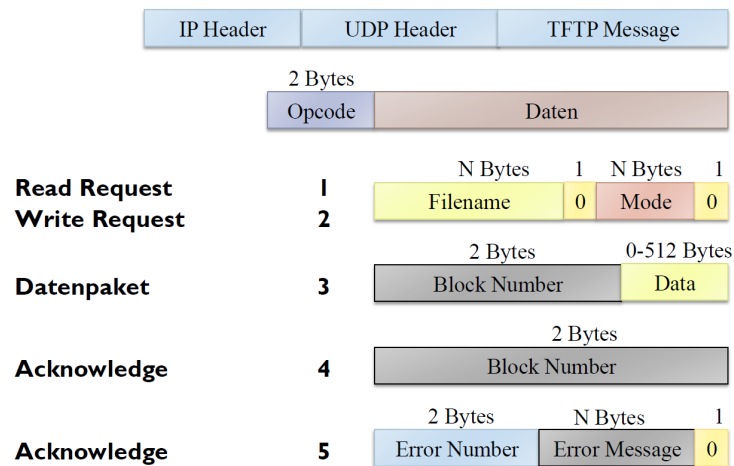 IP Header UDP Header TFTP Message
2 Bytes
Opcode Daten
N Bytes 1 N Bytes 1
Read Request 1 Filename 0 Mode 0
Write Request 2
2 Bytes 0-512 Bytes
Datenpaket 3 Block Number Data
2 Bytes
Acknowledge 4 Block Number
2 Bytes N Bytes 1
Acknowledge 5 Error Number Error Message 0